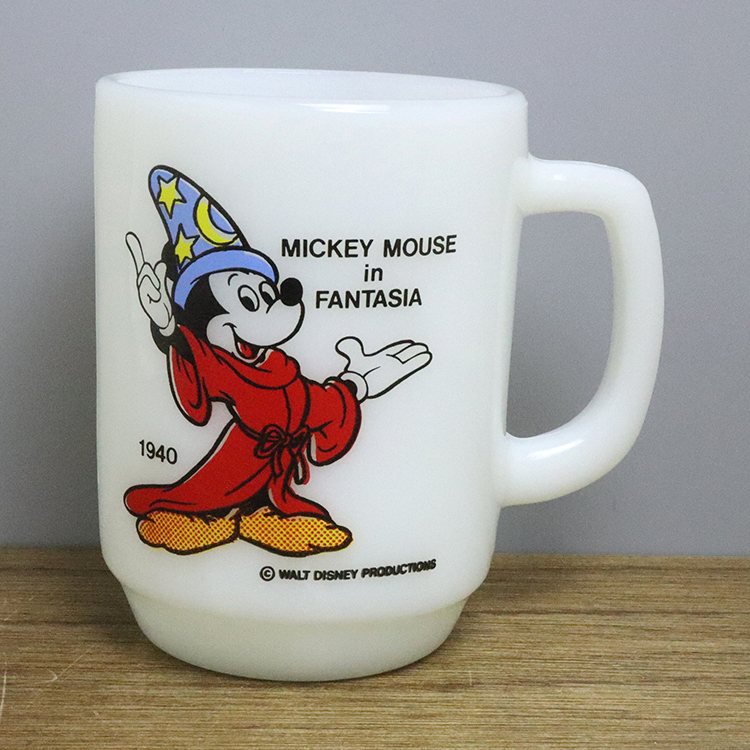 MICKEY MOUSE
in
FANTASIA
1940
© WALT DISNEY PRODUCTIONS